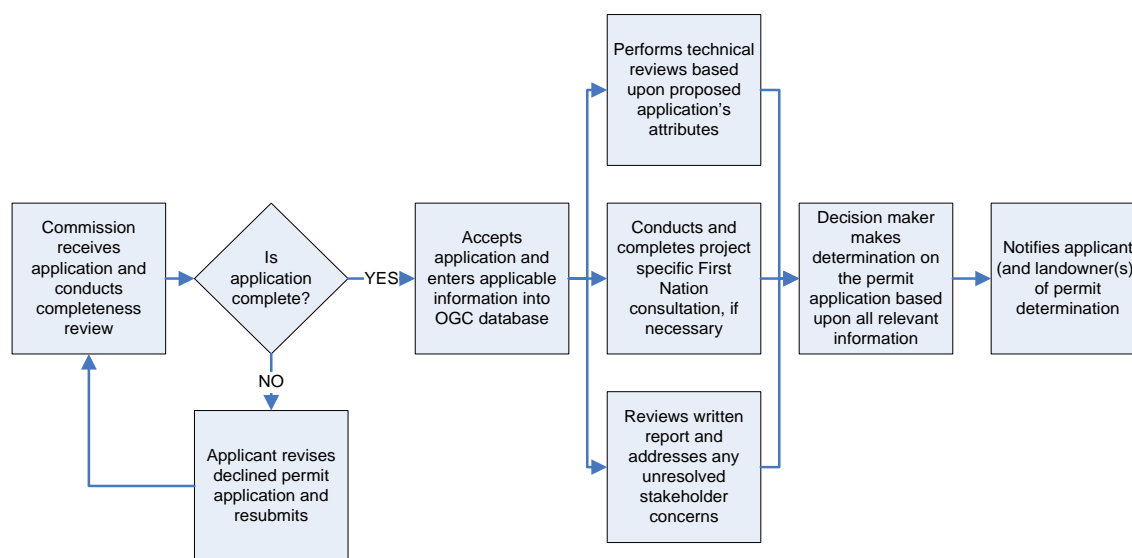 Commission
receives
application and
conducts
completeness
review
Is
application
complete?
YES
NO
Applicant revises
declined permit
application and
resubmits
Accepts
application and
enters applicable
information into
OGC database
Performs technical
reviews based
upon proposed
application’s
attributes
Conducts and
completes project
specific First
Nation
consultation, if
necessary
Reviews written
report and
addresses any
unresolved
stakeholder
concerns
Decision maker
makes
determination on
the permit
application based
upon all relevant
information
Notifies applicant
(and landowner(s)
of permit
determination